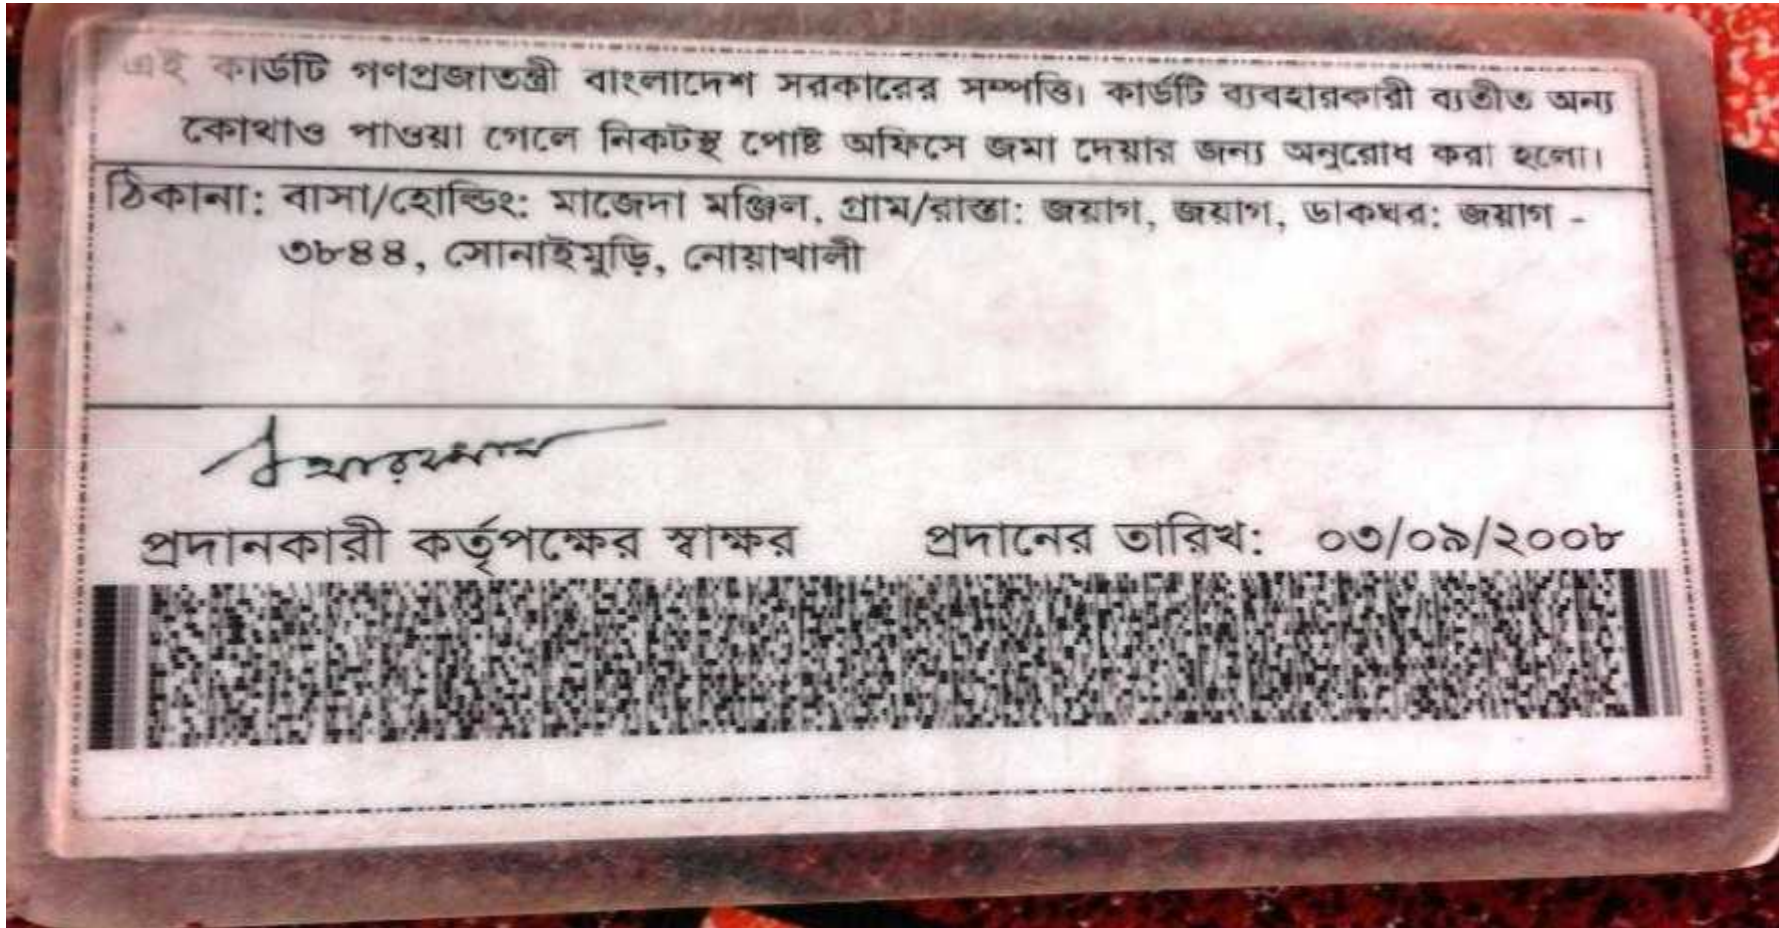 এই কার্ডটি গণপ্রজাতন্ত্রী বাংলাদেশ সরকারের সম্পত্তি। কার্ডটি ব্যবহারকারী ব্যতীত অন্য
কোথাও পাওয়া গেলে নিকটস্থ পোষ্ট অফিসে জমা দেয়ার জন্য অনুরোধ করা হলো।
ঠিকানা: বাসা/হোল্ডিং: মাজেদা মঞ্জিল, গ্রাম/রাস্তা: জয়াগ, জয়াগ, ডাকঘর: জয়াগ -
৩৮৪৪, সোনাইমুড়ি, নোয়াখালী
প্রদানকারী কর্তৃপক্ষের স্বাক্ষর প্রদানের তারিখ: ০৩/০৯/২০০৮